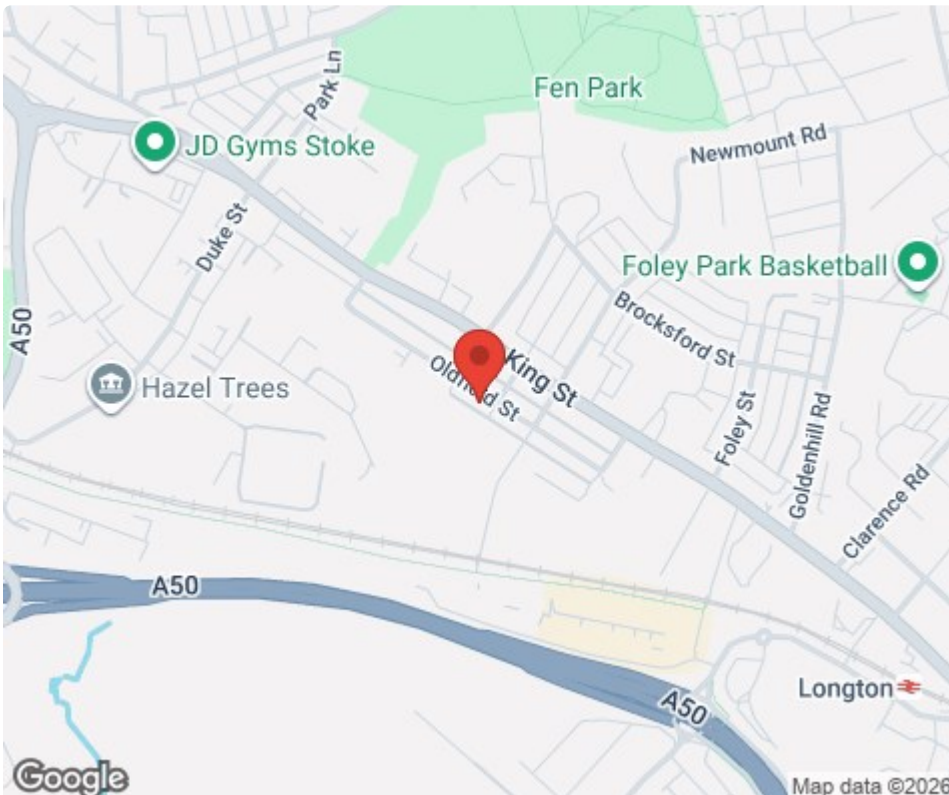 Fen Park
Park Ln
JD Gyms Stoke
Newmount Rd
Duke St
Foley Park Basketball
Brocksford St
A50
King St
Hazel Trees
Foley St
Goldenhill Rd
Clarence Rd
A50
Longton
A50
Google
Map data ©2026